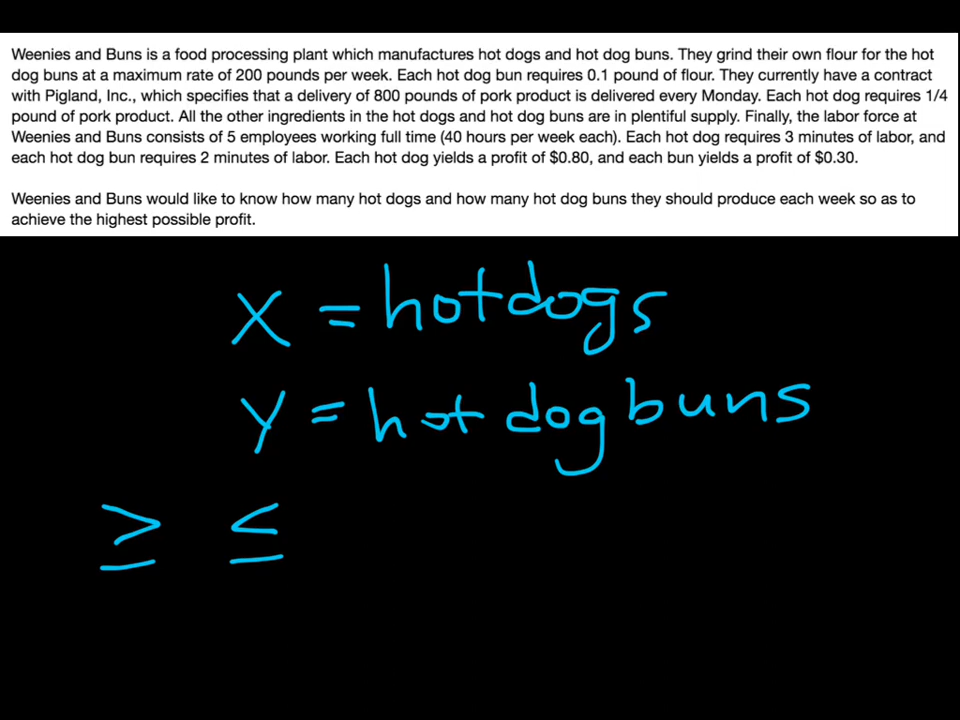 Weenies and Buns is a food processing plant which manufactures hot dogs and hot dog buns. They grind their own flour for the hot
dog buns at a maximum rate of 200 pounds per week. Each hot dog bun requires 0.1 pound of flour. They currently have a contract
with Pigland, Inc., which specifies that a delivery of 800 pounds of pork product is delivered every Monday. Each hot dog requires 1/4
pound of pork product. All the other ingredients in the hot dogs and hot dog buns are in plentiful supply. Finally, the labor force at
Weenies and Buns consists of 5 employees working full time (40 hours per week each). Each hot dog requires 3 minutes of labor, and
each hot dog bun requires 2 minutes of labor. Each hot dog yields a profit of $0.80, and each bun yields a profit of $0.30.
Weenies and Buns would like to know how many hot dogs and how many hot dog buns they should produce each week so as to
achieve the highest possible profit.
X = hotdogs
Y = hot dog buns
≥ ≤